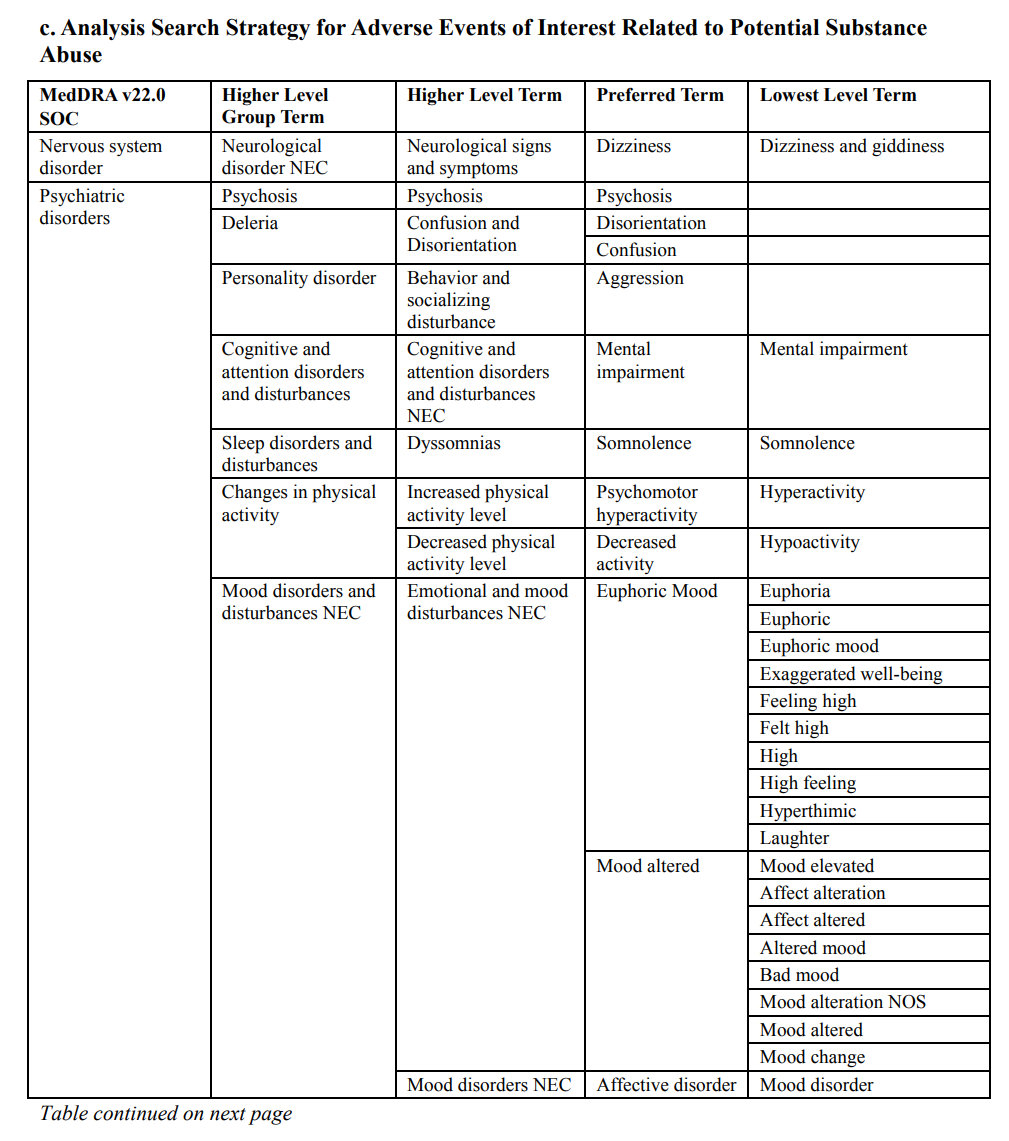 c. Analysis Search Strategy for Adverse Events of Interest Related to Potential Substance
Abuse
MedDRA v22.0 SOC | Higher Level Group Term | Higher Level Term | Preferred Term | Lowest Level Term
Nervous system disorder | Neurological disorder NEC | Neurological signs and symptoms | Dizziness | Dizziness and giddiness
Psychiatric disorders | Psychosis | Psychosis | Psychosis
Deleria | Confusion and Disorientation | Disorientation
Confusion
Personality disorder | Behavior and socializing disturbance | Aggression
Cognitive and attention disorders and disturbances | Cognitive and attention disorders and disturbances NEC | Mental impairment | Mental impairment
Sleep disorders and disturbances | Dyssomnias | Somnolence | Somnolence
Changes in physical activity | Increased physical activity level | Psychomotor hyperactivity | Hyperactivity
Decreased physical activity level | Decreased activity | Hypoactivity
Mood disorders and disturbances NEC | Emotional and mood disturbances NEC | Euphoric Mood | Euphoria
Euphoric
Euphoric mood
Exaggerated well-being
Feeling high
Felt high
High
High feeling
Hyperthimic
Laughter
Mood altered | Mood elevated
Affect alteration
Affect altered
Altered mood
Bad mood
Mood alteration NOS
Mood altered
Mood change
Mood disorders NEC | Affective disorder | Mood disorder
Table continued on next page